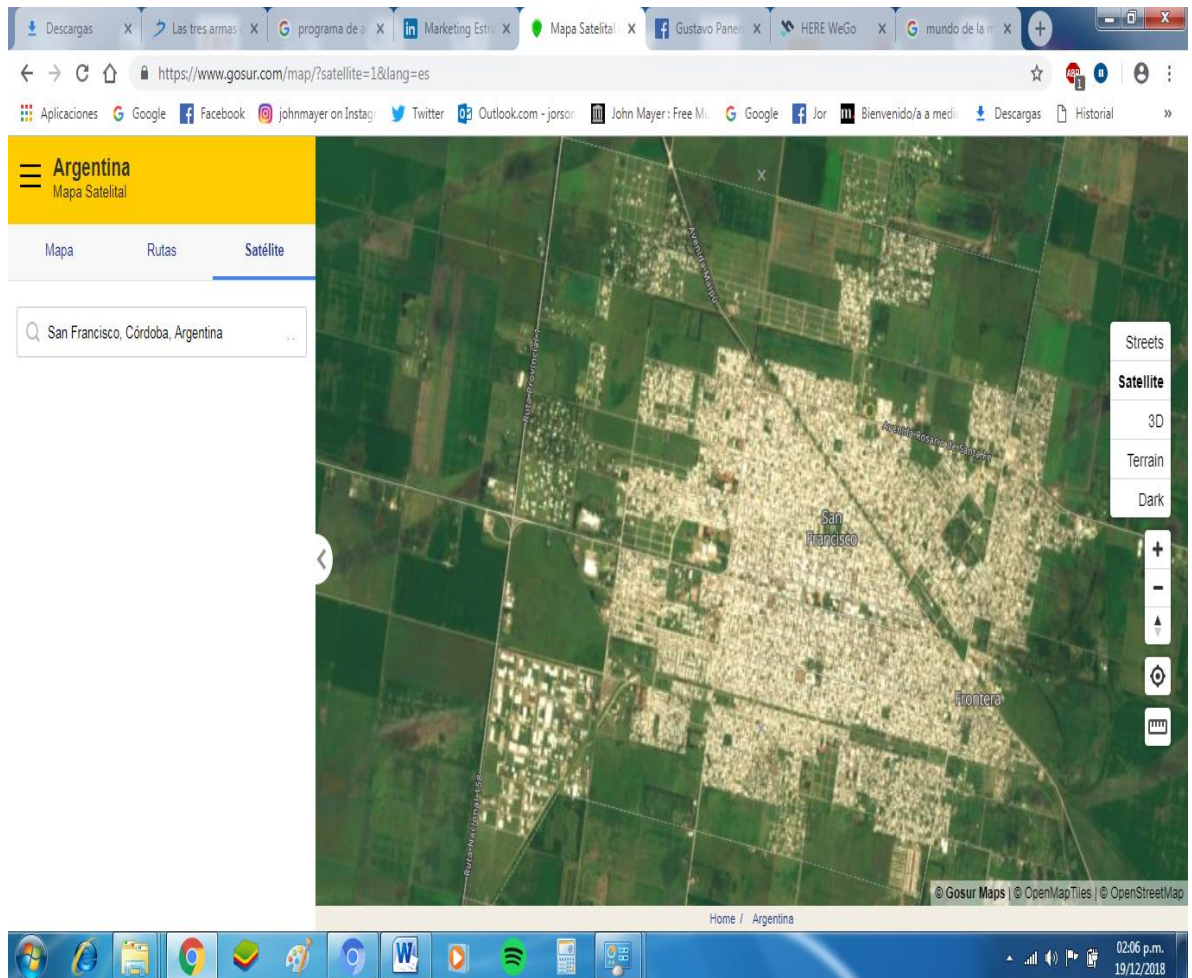 Descargas
Las tres armas
programa de a
Marketing Estra
Mapa Satelital
Gustavo Paner
HERE WeGo
mundo de la m
https://www.gosur.com/map/?satellite=1&lang=es
ABP
1
Aplicaciones
Google
Facebook
johnmayer on Instag
Twitter
Outlook.com - jorson
John Mayer : Free Mu
Google
Jor
Bienvenido/a a medic
Descargas
Historial
»
Argentina
Mapa Satelital
Mapa
Rutas
Satélite
San Francisco, Córdoba, Argentina
Avenida Maipú
Ruta Provincial 1
Avenida Rosario de Santa Fe
San
Francisco
Frontera
Ruta Nacional 158
Streets
Satellite
3D
Terrain
Dark
© Gosur Maps | © OpenMapTiles | © OpenStreetMap
Home / Argentina
02:06 p.m.
19/12/2018